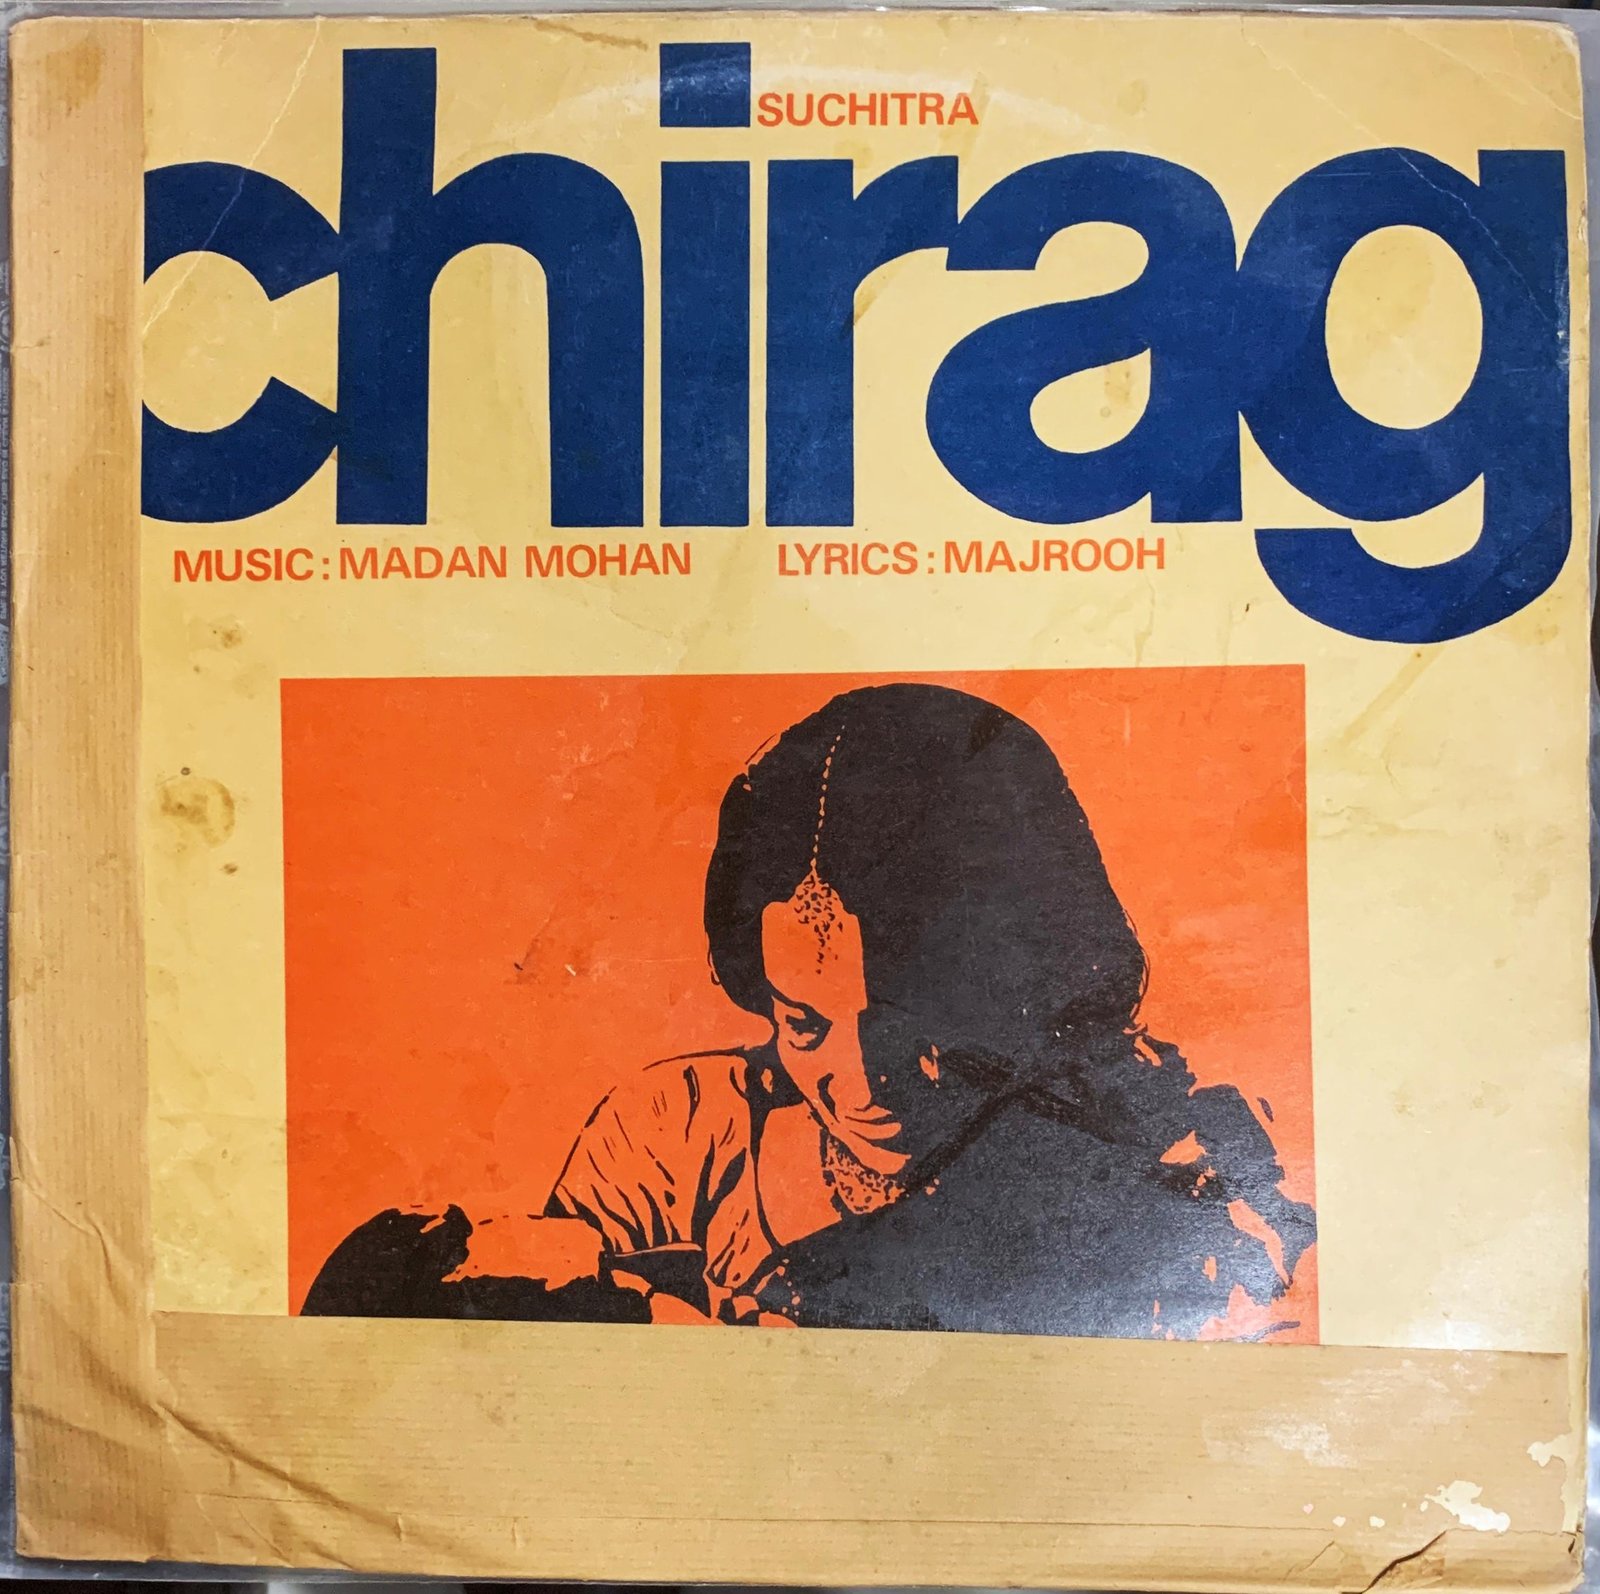 SUCHITRA
chirag
MUSIC: MADAN MOHAN LYRICS: MAJROOH